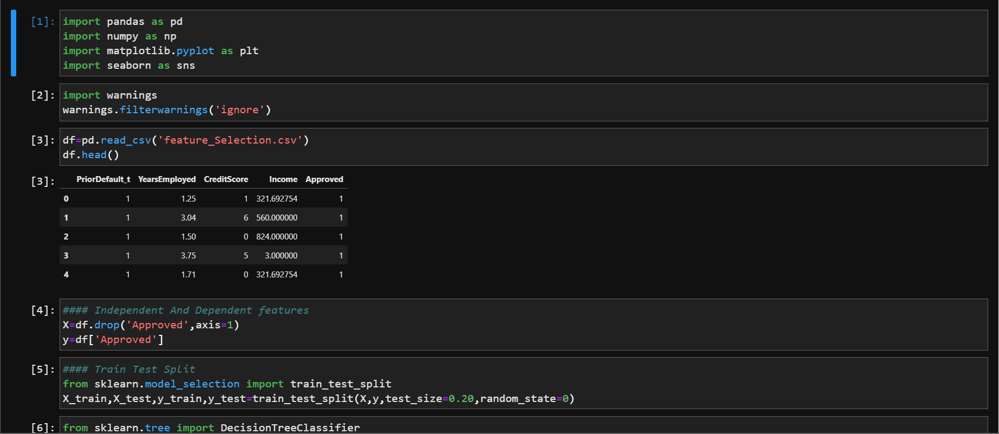 [1]: import pandas as pd
import numpy as np
import matplotlib.pyplot as plt
import seaborn as sns
[2]: import warnings
warnings.filterwarnings('ignore')
[3]: df=pd.read_csv('feature_Selection.csv')
df.head()
[3]: PriorDefault_t YearsEmployed CreditScore Income Approved
0 1 1.25 1 321.692754 1
1 1 3.04 6 560.000000 1
2 1 1.50 0 824.000000 1
3 1 3.75 5 3.000000 1
4 1 1.71 0 321.692754 1
[4]: #### Independent And Dependent features
X=df.drop('Approved',axis=1)
y=df['Approved']
[5]: #### Train Test Split
from sklearn.model_selection import train_test_split
X_train,X_test,y_train,y_test=train_test_split(X,y,test_size=0.20,random_state=0)
[6]: from sklearn.tree import DecisionTreeClassifier